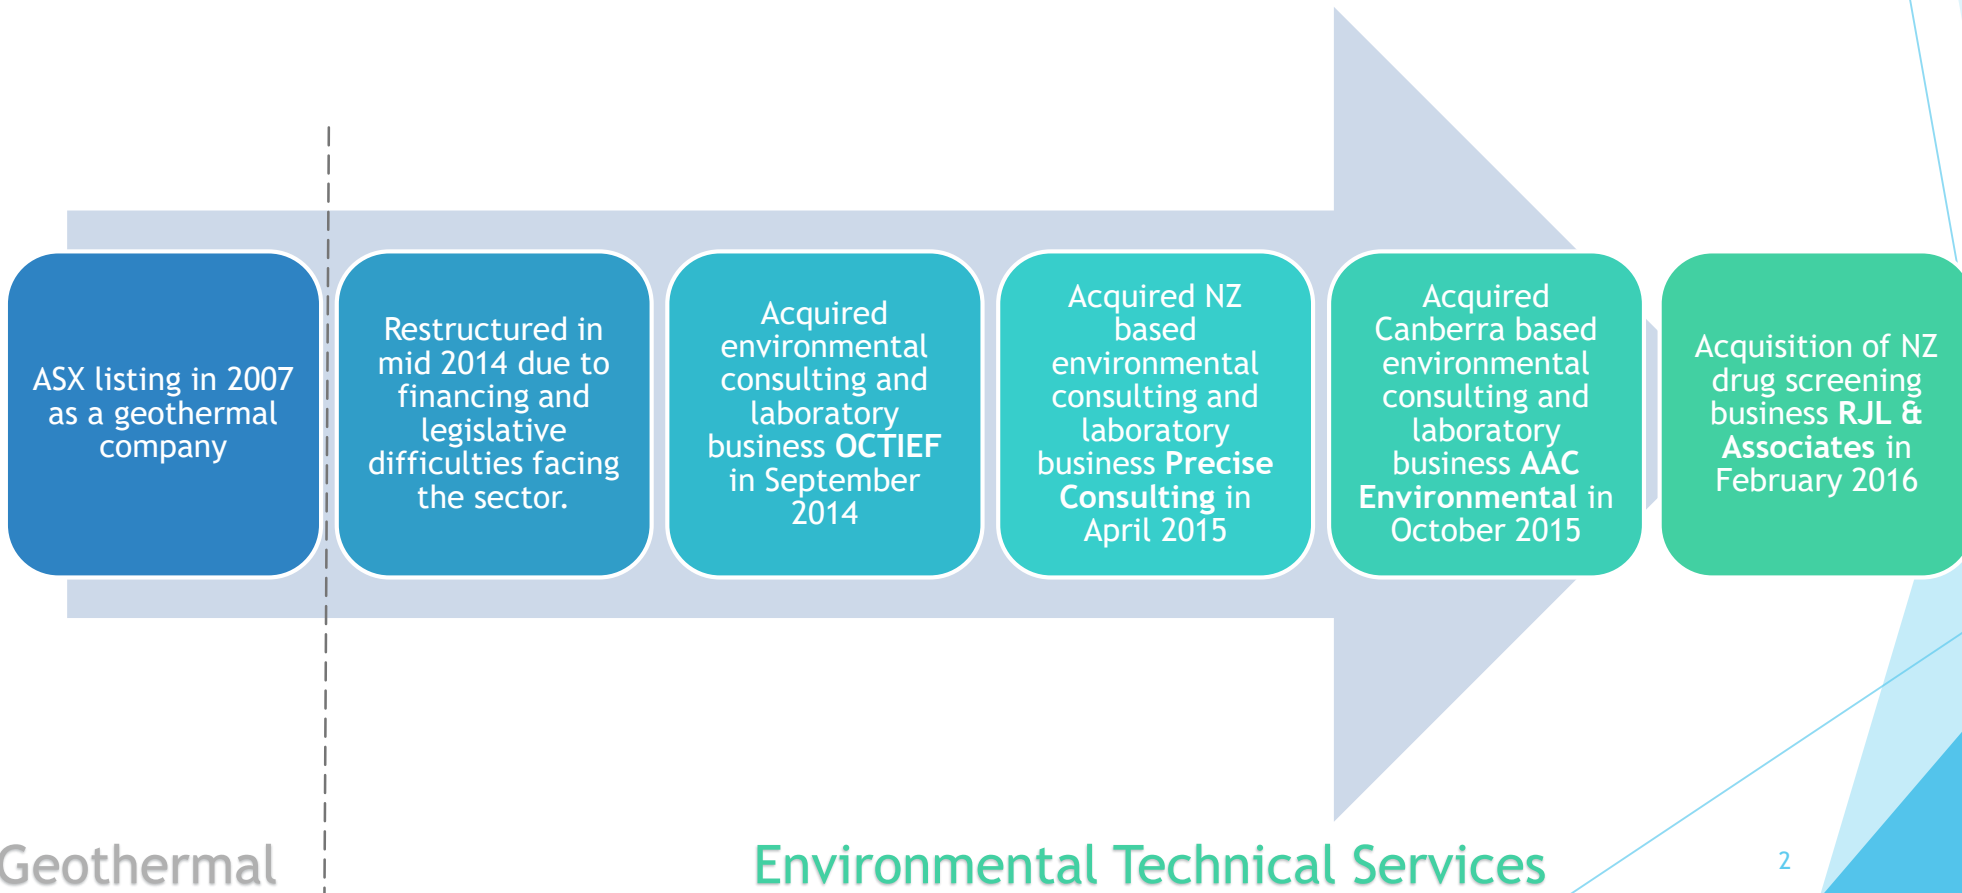 ASX listing in 2007
as a geothermal
company
Restructured in
mid 2014 due to
financing and
legislative
difficulties facing
the sector.
Acquired
environmental
consulting and
laboratory
business OCTIEF
in September
2014
Acquired NZ
based
environmental
consulting and
laboratory
business Precise
Consulting in
April 2015
Acquired
Canberra based
environmental
consulting and
laboratory
business AAC
Environmental in
October 2015
Acquisition of NZ
drug screening
business RJL &
Associates in
February 2016
Geothermal
Environmental Technical Services
2